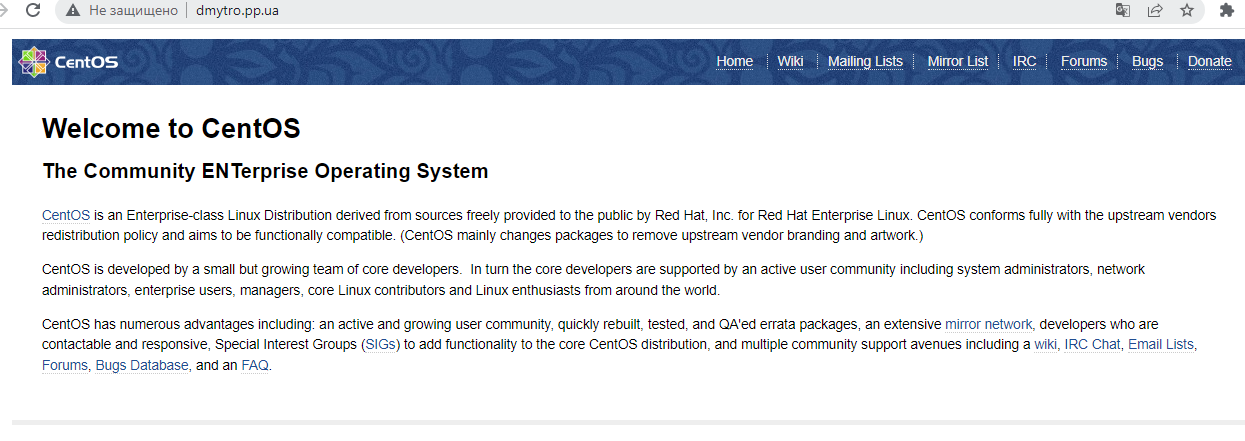 Не защищено dmytro.pp.ua
CentOS Home Wiki Mailing Lists Mirror List IRC Forums Bugs Donate
Welcome to CentOS
The Community ENTerprise Operating System
CentOS is an Enterprise-class Linux Distribution derived from sources freely provided to the public by Red Hat, Inc. for Red Hat Enterprise Linux. CentOS conforms fully with the upstream vendors
redistribution policy and aims to be functionally compatible. (CentOS mainly changes packages to remove upstream vendor branding and artwork.)
CentOS is developed by a small but growing team of core developers.  In turn the core developers are supported by an active user community including system administrators, network
administrators, enterprise users, managers, core Linux contributors and Linux enthusiasts from around the world.
CentOS has numerous advantages including: an active and growing user community, quickly rebuilt, tested, and QA'ed errata packages, an extensive mirror network, developers who are
contactable and responsive, Special Interest Groups (SIGs) to add functionality to the core CentOS distribution, and multiple community support avenues including a wiki, IRC Chat, Email Lists,
Forums, Bugs Database, and an FAQ.